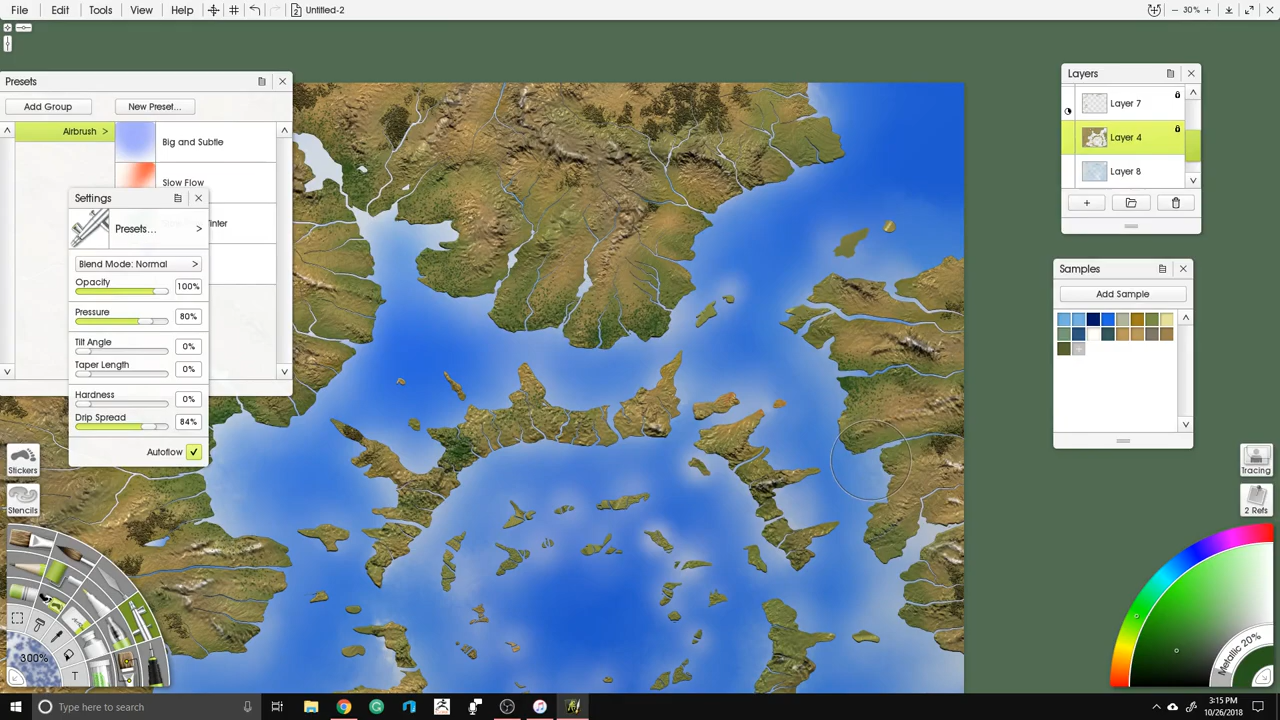 File Edit Tools View Help Untitled-2 30%
Presets
Add Group New Preset...
Airbrush > Big and Subtle
Slow Flow
Settings
Presets... >
Blend Mode: Normal >
Opacity 100%
Pressure 80%
Tilt Angle 0%
Taper Length 0%
Hardness 0%
Drip Spread 84%
Autoflow
Stickers
Stencils
300%
T
Layers
Layer 7
Layer 4
Layer 8
Samples
Add Sample
Tracing
2 Refs
Metallic 20%
Type here to search
3:15 PM
10/26/2018